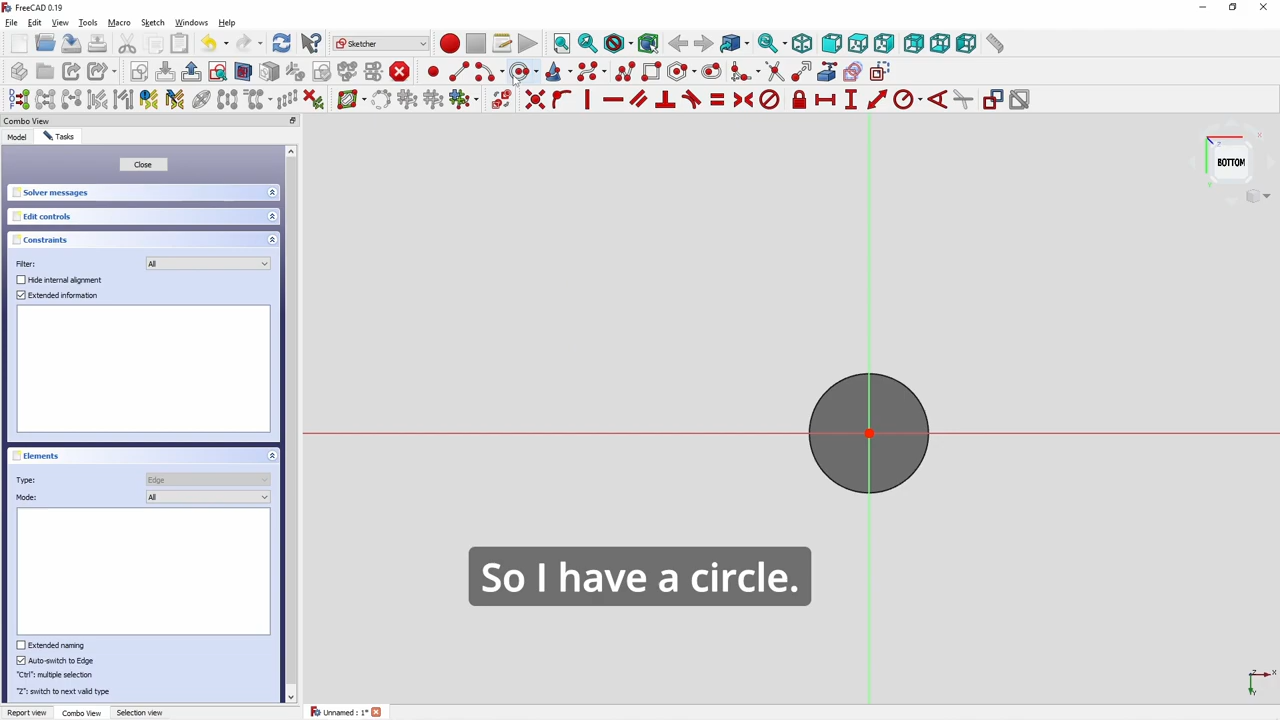 FreeCAD 0.19
File Edit View Tools Macro Sketch Windows Help
Sketcher
Combo View
Model Tasks
Close
Solver messages
Edit controls
Constraints
Filter: All
Hide internal alignment
Extended information
Elements
Type: Edge
Mode: All
Extended naming
Auto-switch to Edge
"Ctrl": multiple selection
"Z": switch to next valid type
Report view Combo View Selection view
Unnamed : 1*
BOTTOM
X
Y
Z
So I have a circle.
Z X
Y